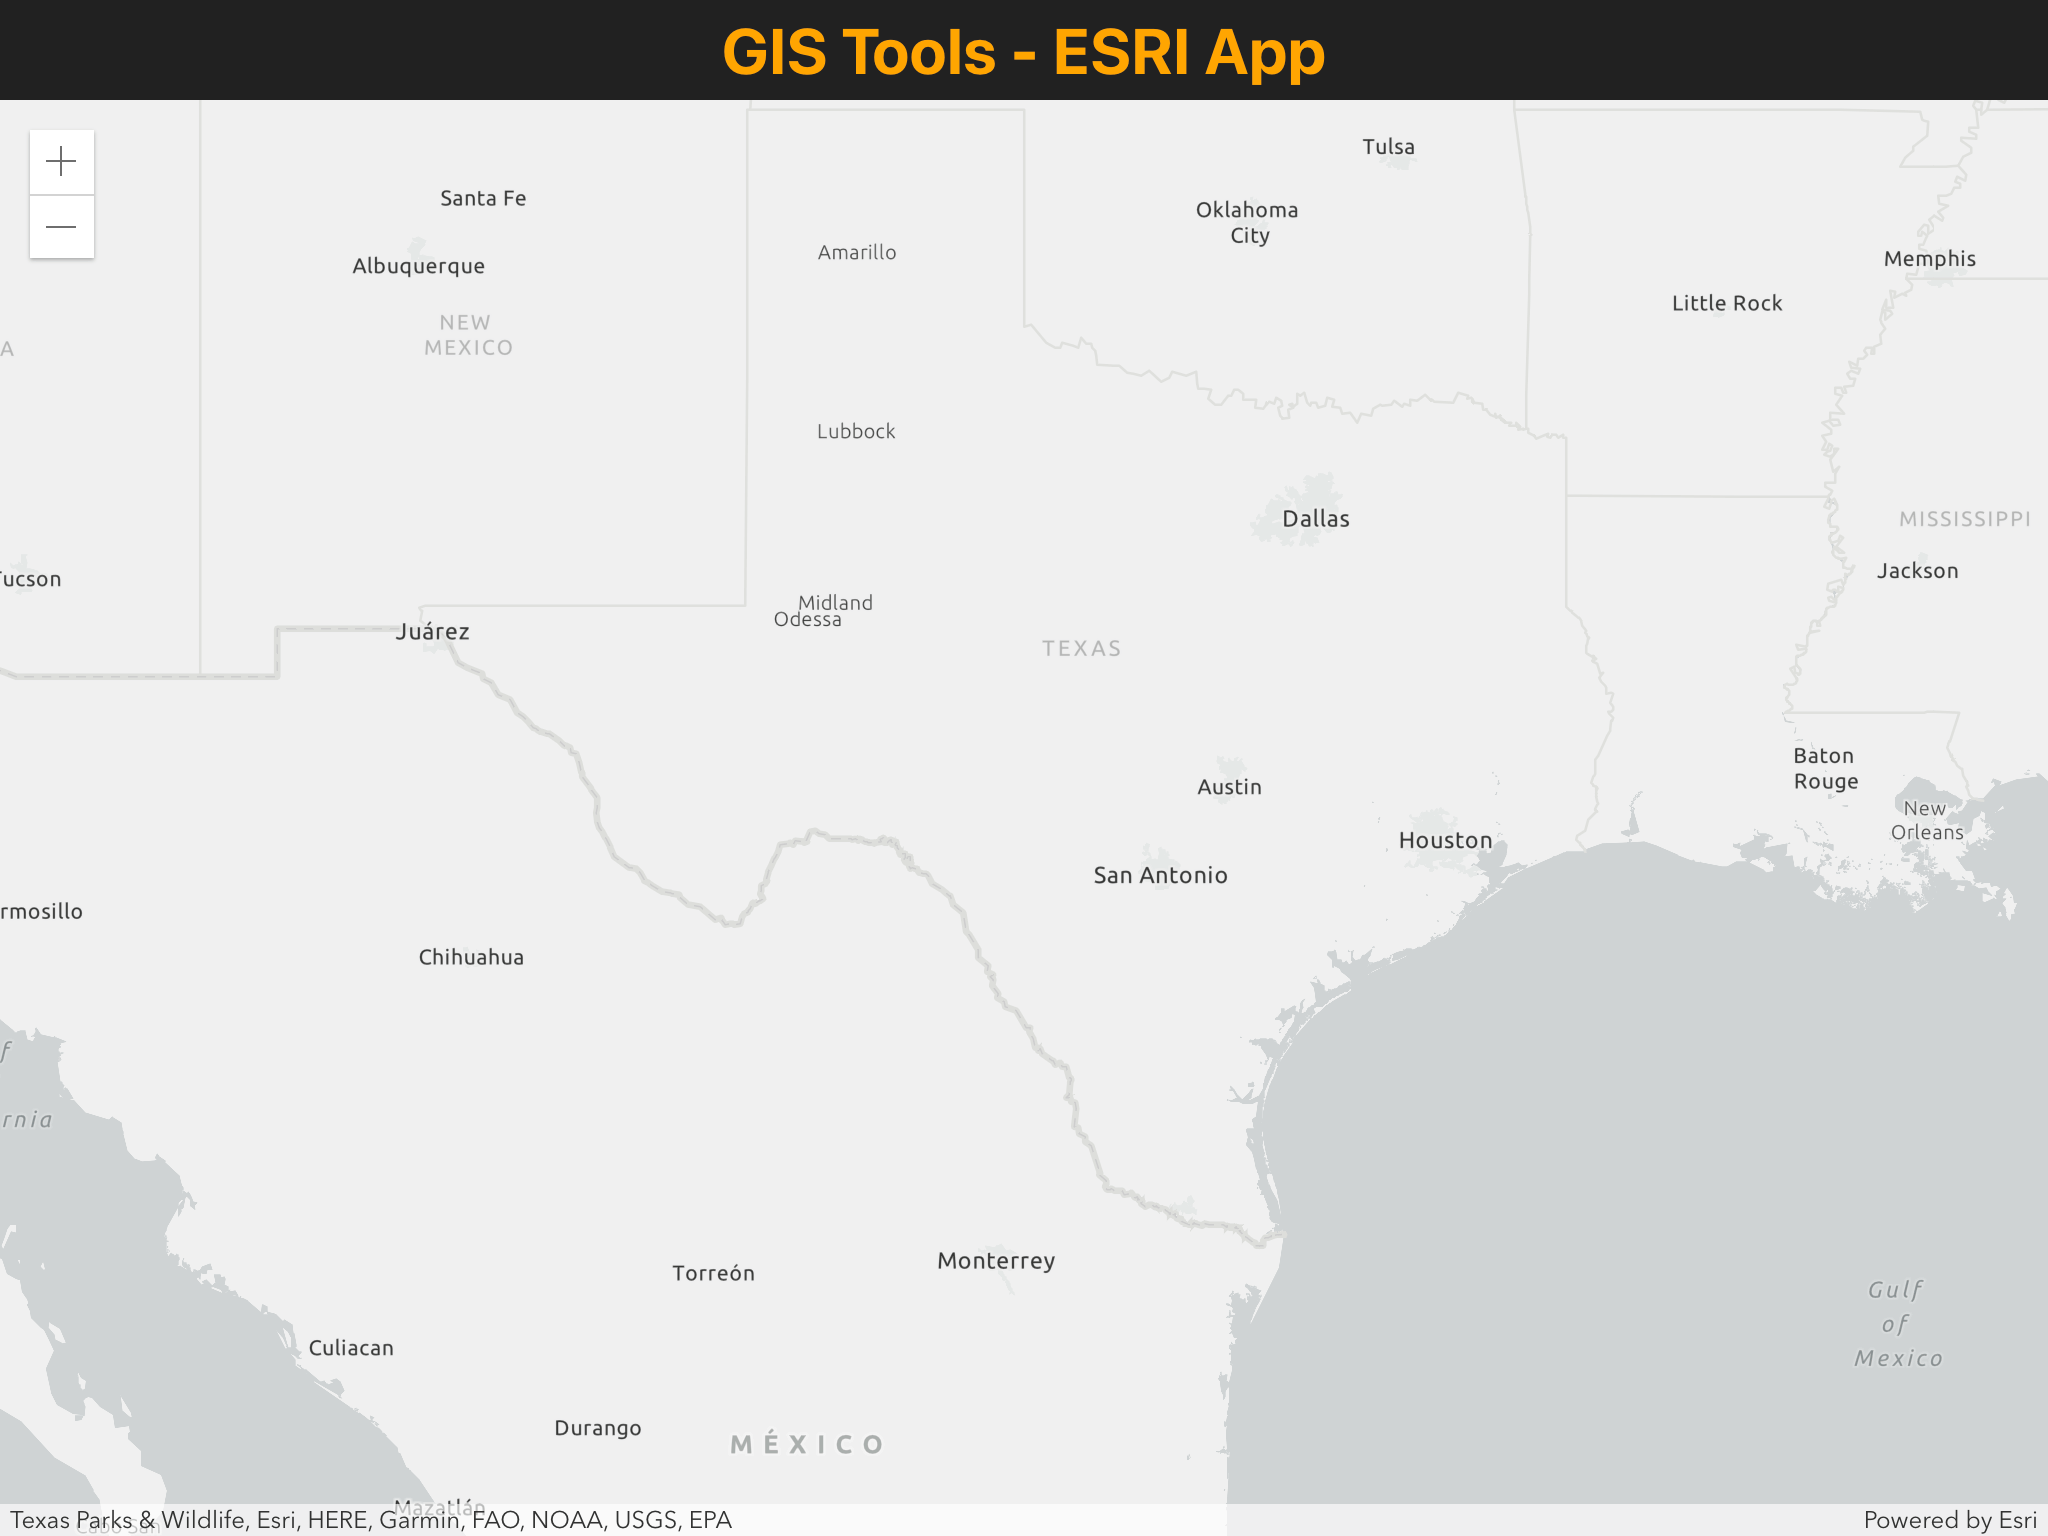 GIS Tools - ESRI App
Tulsa
Santa Fe
Oklahoma
City
Amarillo
Albuquerque
Memphis
Little Rock
NEW
MEXICO
A
Lubbock
Dallas
MISSISSIPPI
Jackson
Tucson
Midland
Odessa
Juárez
TEXAS
Baton
Rouge
Austin
New
Orleans
Houston
San Antonio
rmosillo
Chihuahua
f
rnia
Monterrey
Torreón
Gulf
of
Mexico
Culiacan
Durango
MÉXICO
Mazatlán
Texas Parks & Wildlife, Esri, HERE, Garmin, FAO, NOAA, USGS, EPA
Powered by Esri
Cabo San